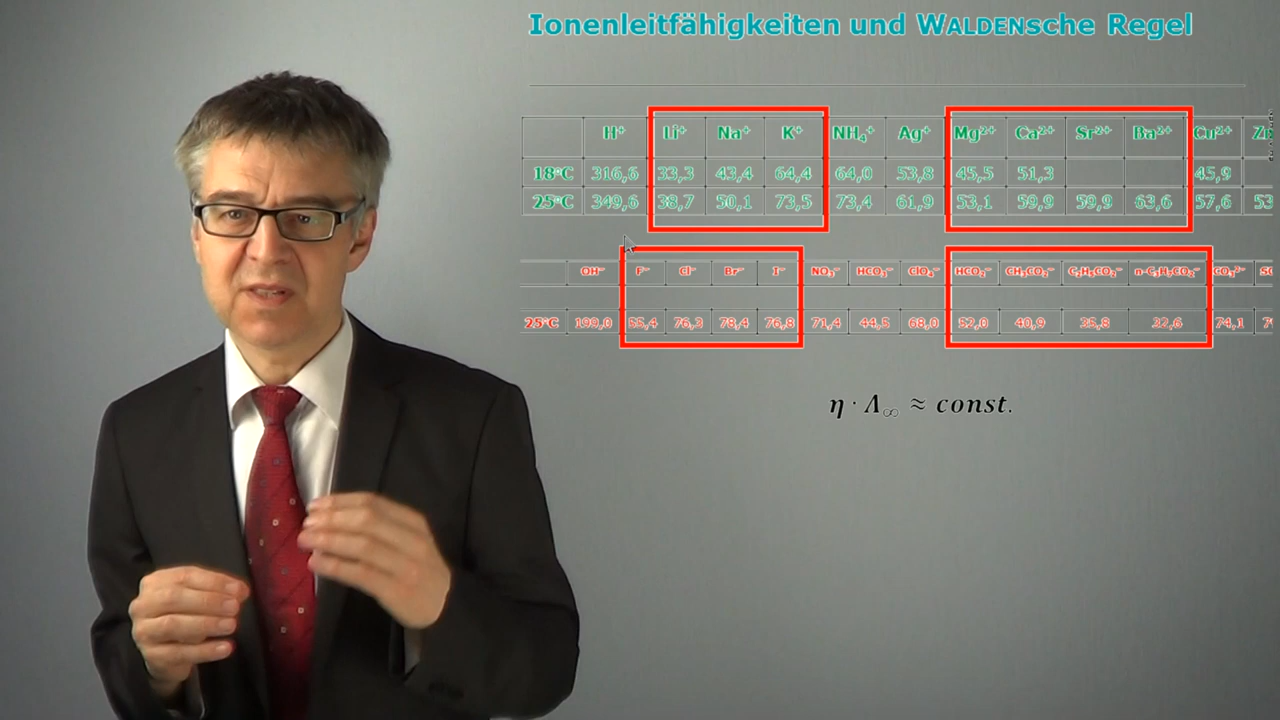 Ionenleitfähigkeiten und WALDENsche Regel
H⁺ Li⁺ Na⁺ K⁺ NH₄⁺ Ag⁺ Mg²⁺ Ca²⁺ Sr²⁺ Ba²⁺ Cu²⁺ Zn
18°C 316,6 33,3 43,4 64,4 64,0 53,8 45,5 51,3 45,9
25°C 349,6 38,7 50,1 73,5 73,4 61,9 53,1 59,9 59,9 63,6 57,6 53
OH⁻ F⁻ Cl⁻ Br⁻ I⁻ NO₃⁻ HCO₃⁻ ClO₄⁻ HCO₂⁻ CH₃CO₂⁻ C₂H₅CO₂⁻ n-C₃H₇CO₂⁻ CO₃²⁻
25°C 199,0 55,4 76,3 78,4 76,8 71,4 44,5 68,0 52,0 40,9 35,8 32,6 74,1
η · Λ∞ ≈ const.